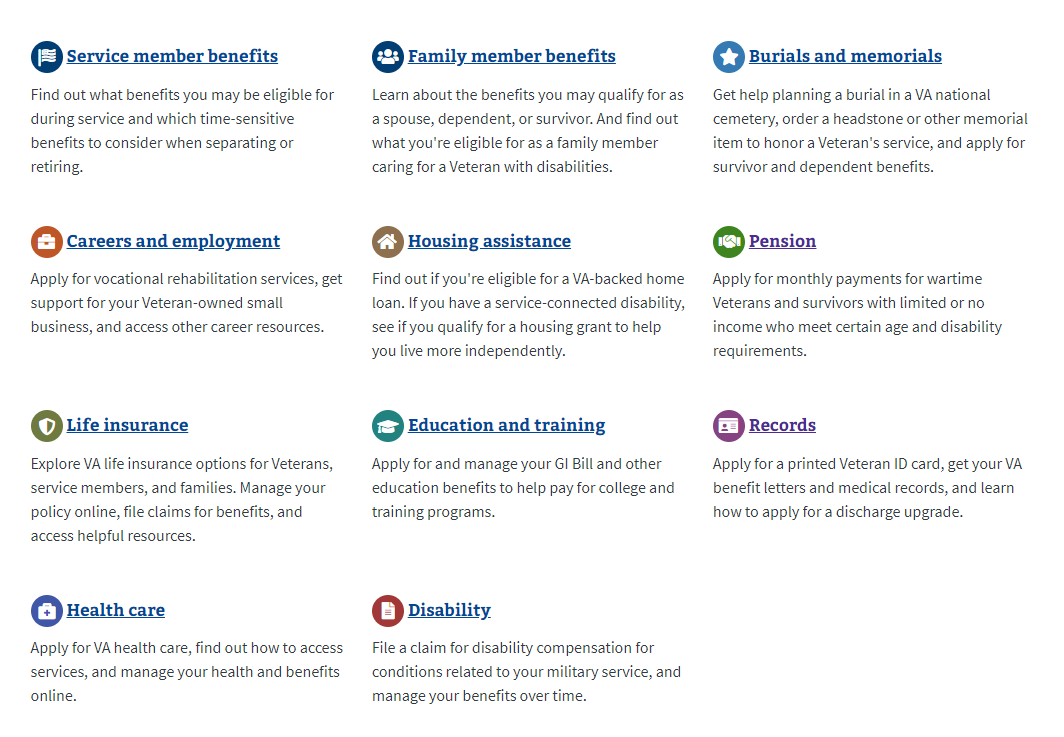 Service member benefits
Find out what benefits you may be eligible for
during service and which time-sensitive
benefits to consider when separating or
retiring.
Family member benefits
Learn about the benefits you may qualify for as
a spouse, dependent, or survivor. And find out
what you're eligible for as a family member
caring for a Veteran with disabilities.
Burials and memorials
Get help planning a burial in a VA national
cemetery, order a headstone or other memorial
item to honor a Veteran's service, and apply for
survivor and dependent benefits.
Careers and employment
Apply for vocational rehabilitation services, get
support for your Veteran-owned small
business, and access other career resources.
Housing assistance
Find out if you're eligible for a VA-backed home
loan. If you have a service-connected disability,
see if you qualify for a housing grant to help
you live more independently.
Pension
Apply for monthly payments for wartime
Veterans and survivors with limited or no
income who meet certain age and disability
requirements.
Life insurance
Explore VA life insurance options for Veterans,
service members, and families. Manage your
policy online, file claims for benefits, and
access helpful resources.
Education and training
Apply for and manage your GI Bill and other
education benefits to help pay for college and
training programs.
Records
Apply for a printed Veteran ID card, get your VA
benefit letters and medical records, and learn
how to apply for a discharge upgrade.
Health care
Apply for VA health care, find out how to access
services, and manage your health and benefits
online.
Disability
File a claim for disability compensation for
conditions related to your military service, and
manage your benefits over time.